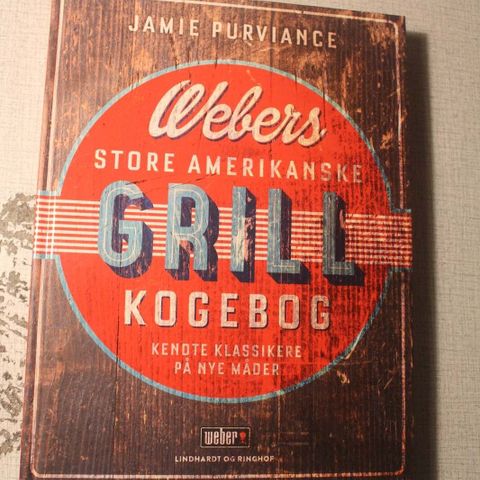 JAMIE PURVIANCE
Webers
STORE AMERIKANSKE
GRILL
KOGEBOG
KENDTE KLASSIKERE
PÅ NYE MÅDER
weber
LINDHARDT OG RINGHOF